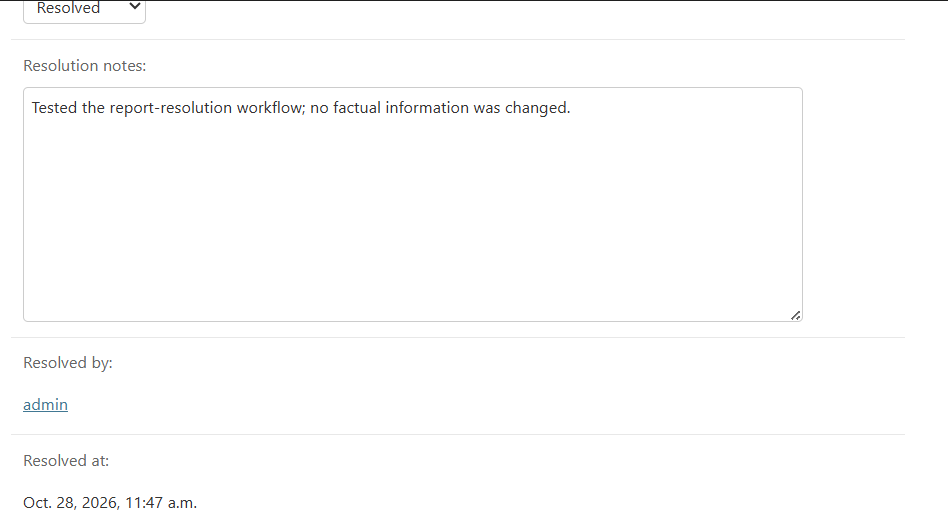 Resolved
Resolution notes:
Tested the report-resolution workflow; no factual information was changed.
Resolved by:
admin
Resolved at:
Oct. 28, 2026, 11:47 a.m.